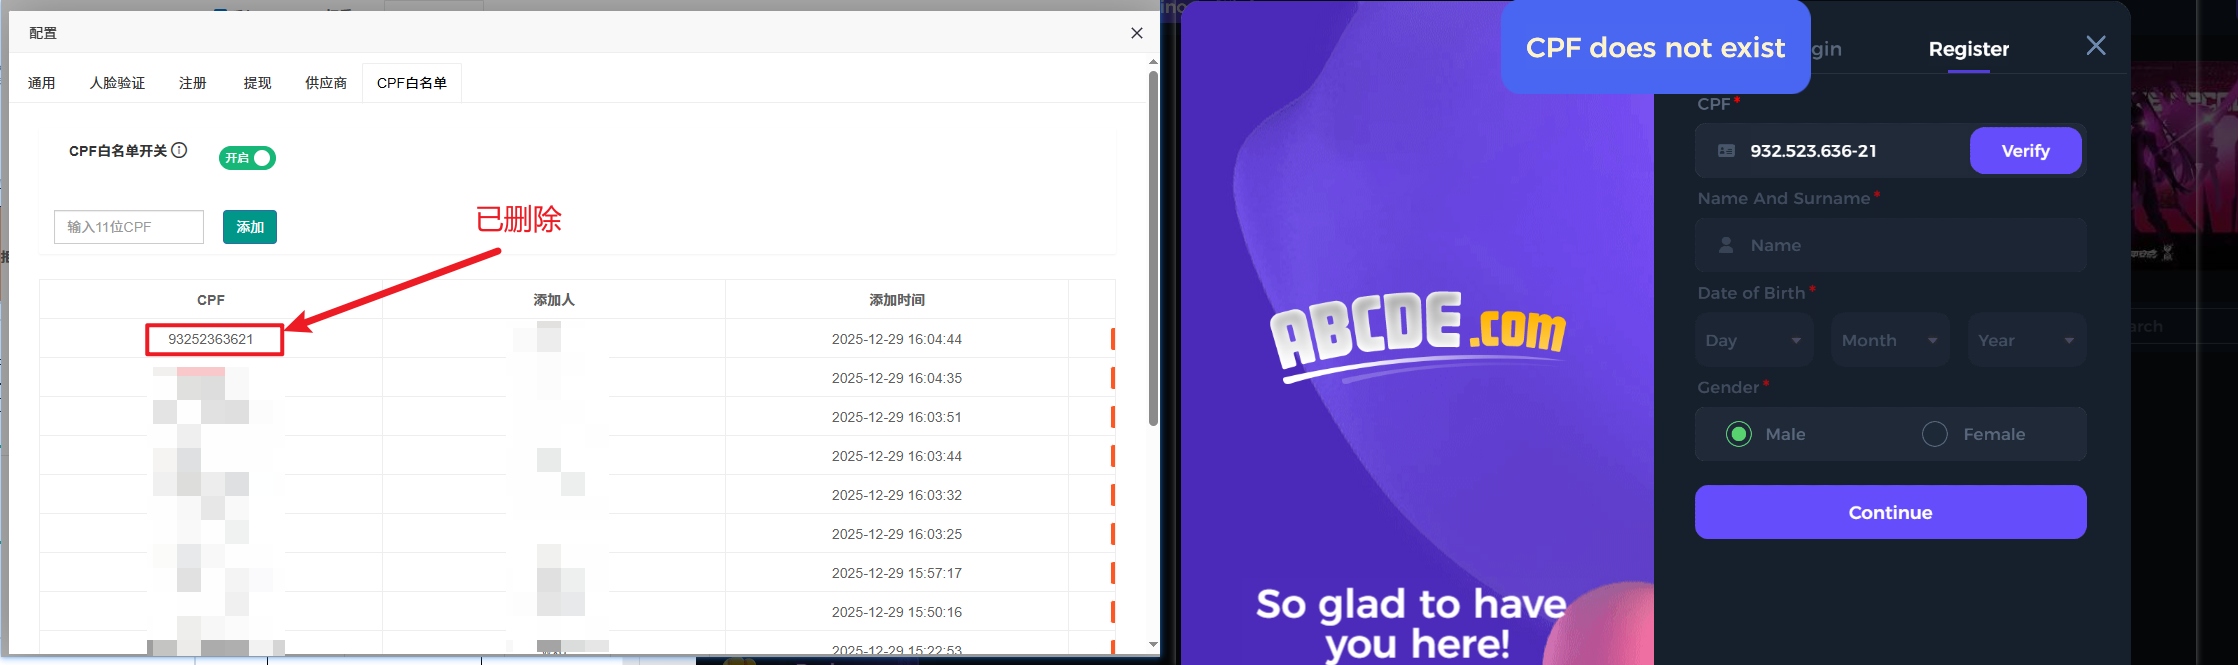 配置
通用
人脸验证
注册
提现
供应商
CPF白名单
CPF白名单开关
开启
输入11位CPF
添加
已删除
CPF
添加人
添加时间
93252363621
2025-12-29 16:04:44
2025-12-29 16:04:35
2025-12-29 16:03:51
2025-12-29 16:03:44
2025-12-29 16:03:32
2025-12-29 16:03:25
2025-12-29 15:57:17
2025-12-29 15:50:16
2025-12-29 15:22:53
ABCDE.com
So glad to have
you here!
CPF does not exist
Register
CPF*
932.523.636-21
Verify
Name And Surname*
Name
Date of Birth*
Day
Month
Year
Gender*
Male
Female
Continue